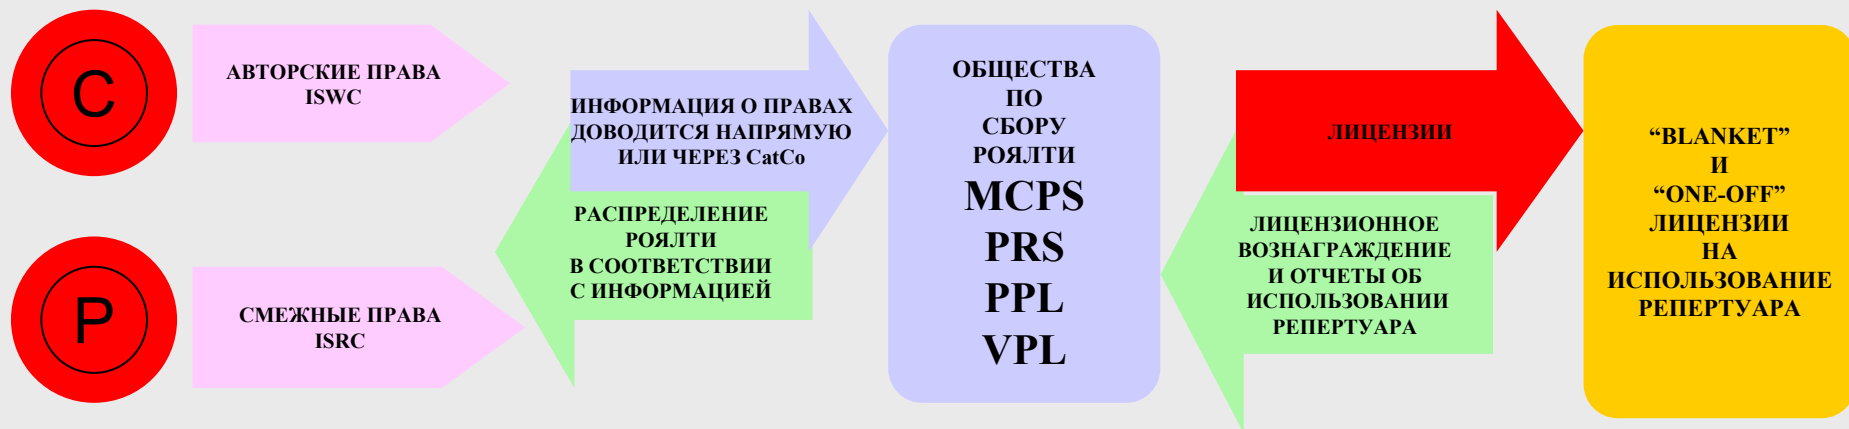 C
АВТОРСКИЕ ПРАВА
ISWC
P
СМЕЖНЫЕ ПРАВА
ISRC
ИНФОРМАЦИЯ О ПРАВАХ
ДОВОДИТСЯ НАПРЯМУЮ
ИЛИ ЧЕРЕЗ CatCo
РАСПРЕДЕЛЕНИЕ
РОЯЛТИ
В СООТВЕТСТВИИ
С ИНФОРМАЦИЕЙ
ОБЩЕСТВА
ПО
СБОРУ
РОЯЛТИ
MCPS
PRS
PPL
VPL
ЛИЦЕНЗИИ
ЛИЦЕНЗИОННОЕ
ВОЗНАГРАЖДЕНИЕ
И ОТЧЕТЫ ОБ
ИСПОЛЬЗОВАНИИ
РЕПЕРТУАРА
“BLANKET”
И
“ONE-OFF”
ЛИЦЕНЗИИ
НА
ИСПОЛЬЗОВАНИЕ
РЕПЕРТУАРА